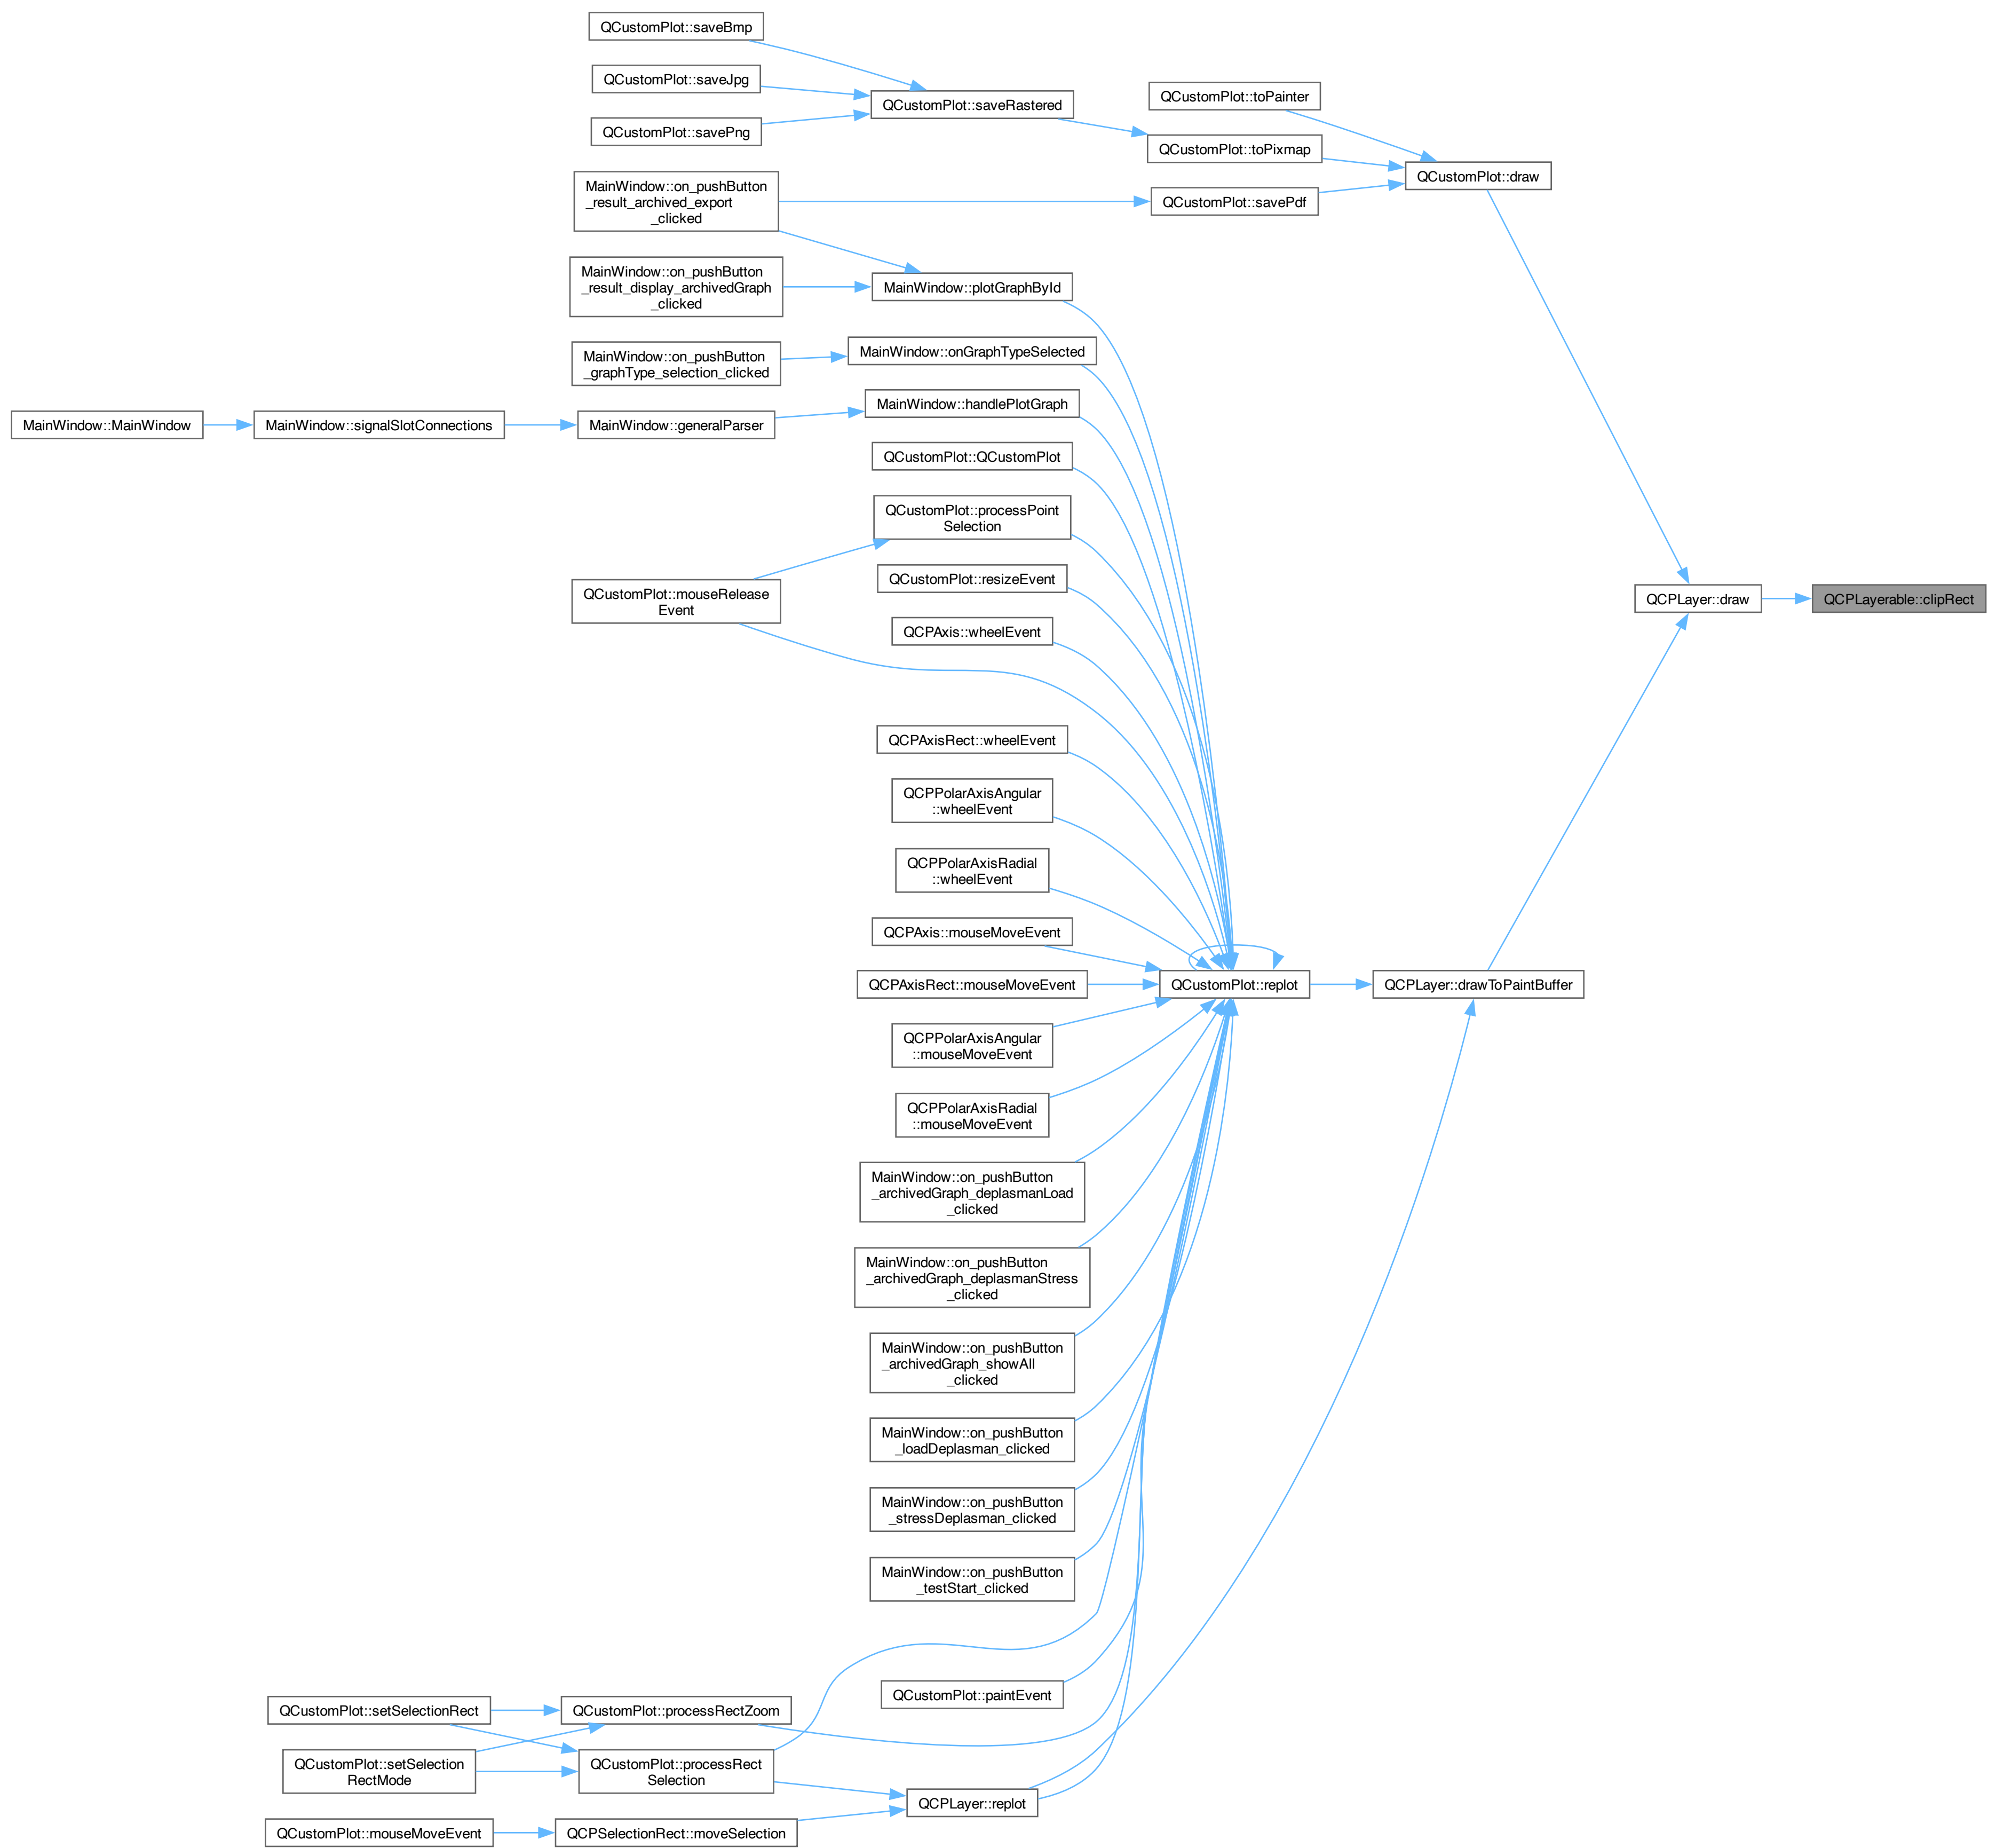 QCustomPlot::saveBmp
QCustomPlot::saveJpg
QCustomPlot::savePng
QCustomPlot::saveRastered
QCustomPlot::toPainter
QCustomPlot::toPixmap
QCustomPlot::draw
QCustomPlot::savePdf
MainWindow::on_pushButton
_result_archived_export
_clicked
MainWindow::on_pushButton
_result_display_archivedGraph
_clicked
MainWindow::plotGraphById
MainWindow::on_pushButton
_graphType_selection_clicked
MainWindow::onGraphTypeSelected
MainWindow::MainWindow
MainWindow::signalSlotConnections
MainWindow::generalParser
MainWindow::handlePlotGraph
QCustomPlot::QCustomPlot
QCustomPlot::processPoint
Selection
QCustomPlot::mouseRelease
Event
QCustomPlot::resizeEvent
QCPAxis::wheelEvent
QCPLayer::draw
QCPLayerable::clipRect
QCPAxisRect::wheelEvent
QCPPolarAxisAngular
::wheelEvent
QCPPolarAxisRadial
::wheelEvent
QCPAxis::mouseMoveEvent
QCPAxisRect::mouseMoveEvent
QCustomPlot::replot
QCPLayer::drawToPaintBuffer
QCPPolarAxisAngular
::mouseMoveEvent
QCPPolarAxisRadial
::mouseMoveEvent
MainWindow::on_pushButton
_archivedGraph_deplasmanLoad
_clicked
MainWindow::on_pushButton
_archivedGraph_deplasmanStress
_clicked
MainWindow::on_pushButton
_archivedGraph_showAll
_clicked
MainWindow::on_pushButton
_loadDeplasman_clicked
MainWindow::on_pushButton
_stressDeplasman_clicked
MainWindow::on_pushButton
_testStart_clicked
QCustomPlot::paintEvent
QCustomPlot::setSelectionRect
QCustomPlot::processRectZoom
QCustomPlot::setSelection
RectMode
QCustomPlot::processRect
Selection
QCPLayer::replot
QCustomPlot::mouseMoveEvent
QCPSelectionRect::moveSelection